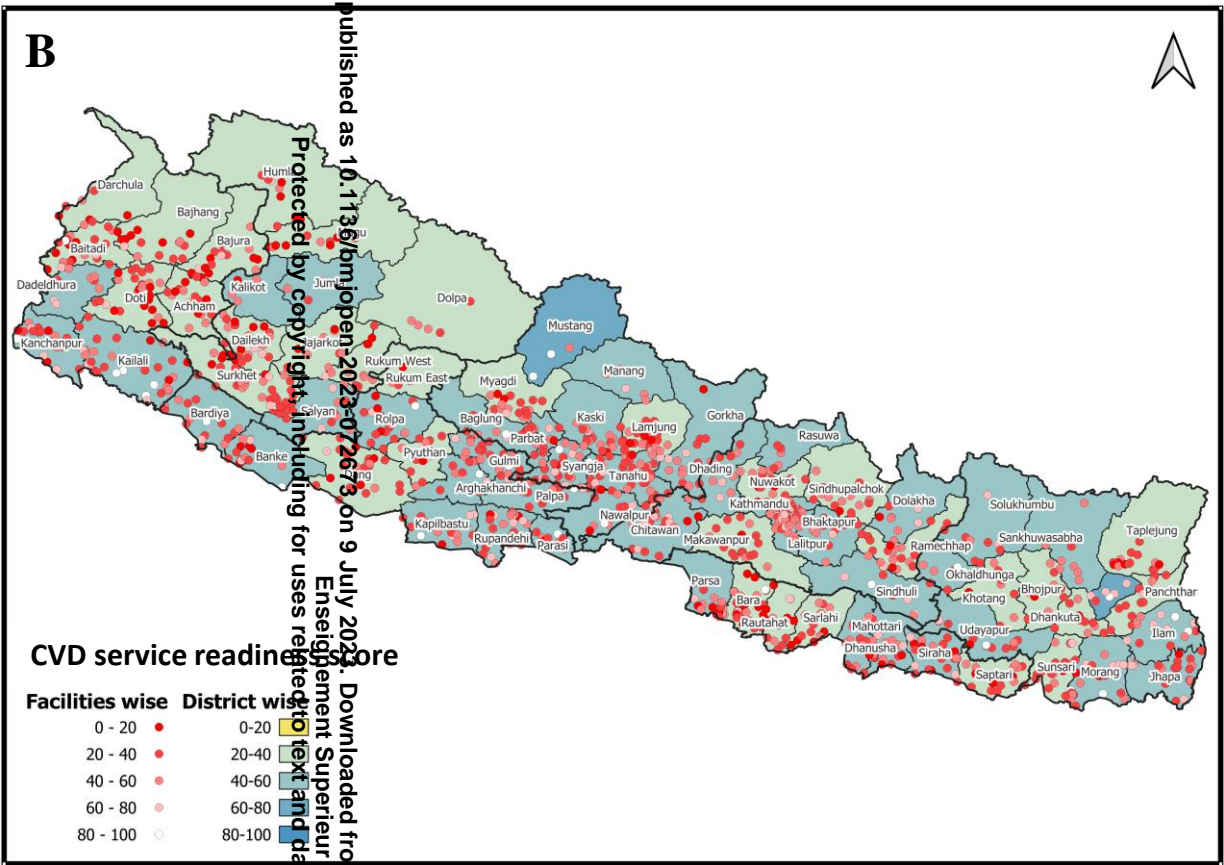 B
published as 10.1136/bmjopen-2023-072673 on 9 July 2023. Downloaded fro
Enseignement Superieur
Protected by copyright, including for uses related to text and da
Darchula
Humla
Bajhang
Mugu
Baitadi
Bajura
Dadeldhura
Doti
Achham
Kalikot
Jumla
Dolpa
Mustang
Kanchanpur
Kailali
Dailekh
Jajarkot
Surkhet
Rukum West
Rukum East
Myagdi
Manang
Bardiya
Salyan
Rolpa
Baglung
Kaski
Lamjung
Gorkha
Banke
Pyuthan
Parbat
Rasuwa
Gulmi
Syangja
Tanahu
Dhading
Nuwakot
Sindhupalchok
Arghakhanchi
Palpa
Kathmandu
Dolakha
Solukhumbu
Kapilbastu
Nawalpur
Chitawan
Bhaktapur
Lalitpur
Rupandehi
Parasi
Makawanpur
Ramechhap
Sankhuwasabha
Taplejung
Parsa
Bara
Sindhuli
Okhaldhunga
Khotang
Bhojpur
Panchthar
Rautahat
Sarlahi
Mahottari
Udayapur
Dhankuta
Ilam
Dhanusha
Siraha
Saptari
Sunsari
Morang
Jhapa
CVD service readiness score
Facilities wise District wise
0 - 20 0-20
20 - 40 20-40
40 - 60 40-60
60 - 80 60-80
80 - 100 80-100